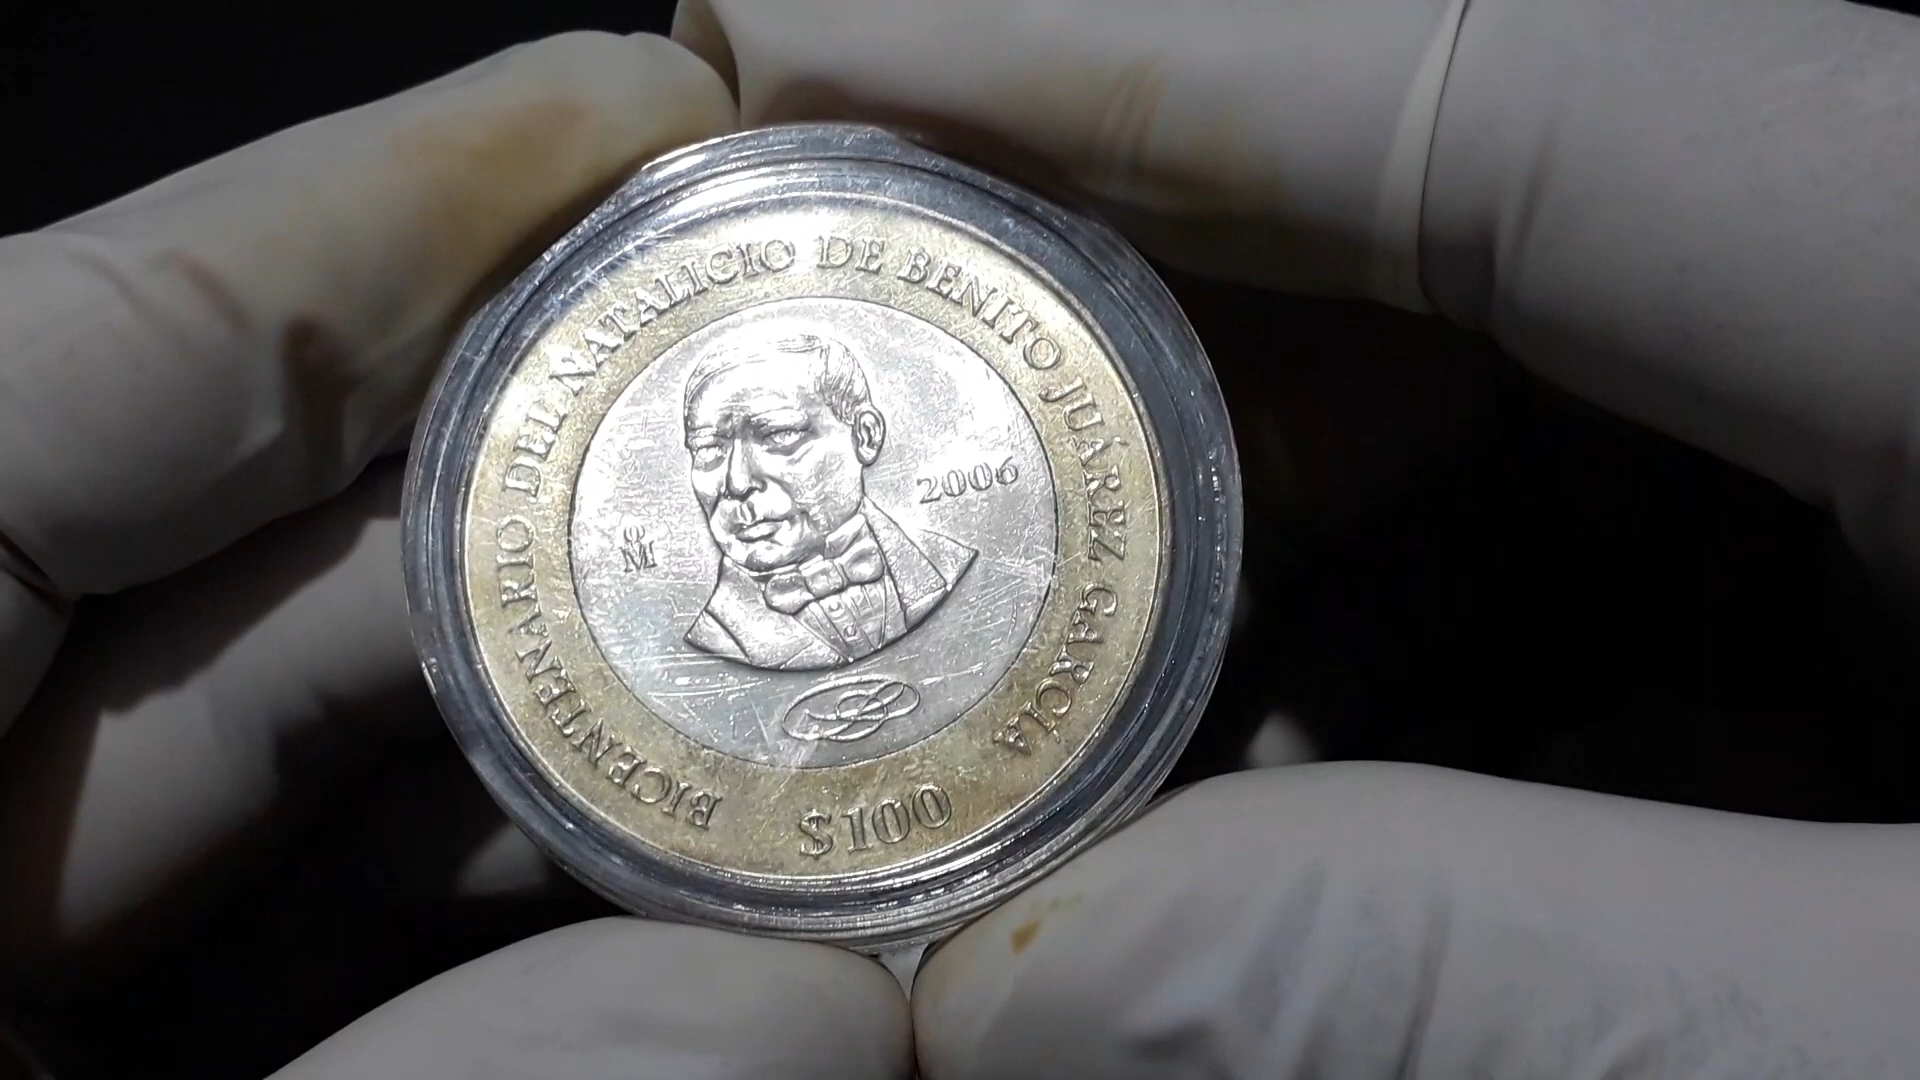 BICENTENARIO DEL NATALICIO DE BENITO JUÁREZ GARCÍA
2006
M̊
$100